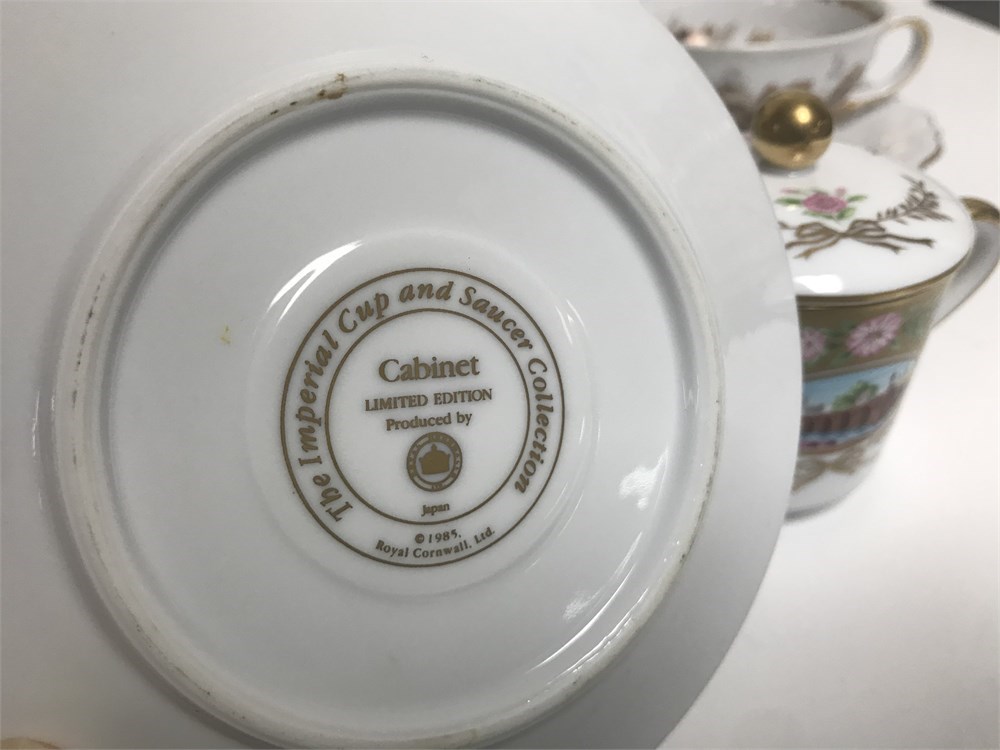 The Imperial Cup and Saucer Collection
Cabinet
LIMITED EDITION
Produced by
Japan
©1985.
Royal Cornwall, Ltd.